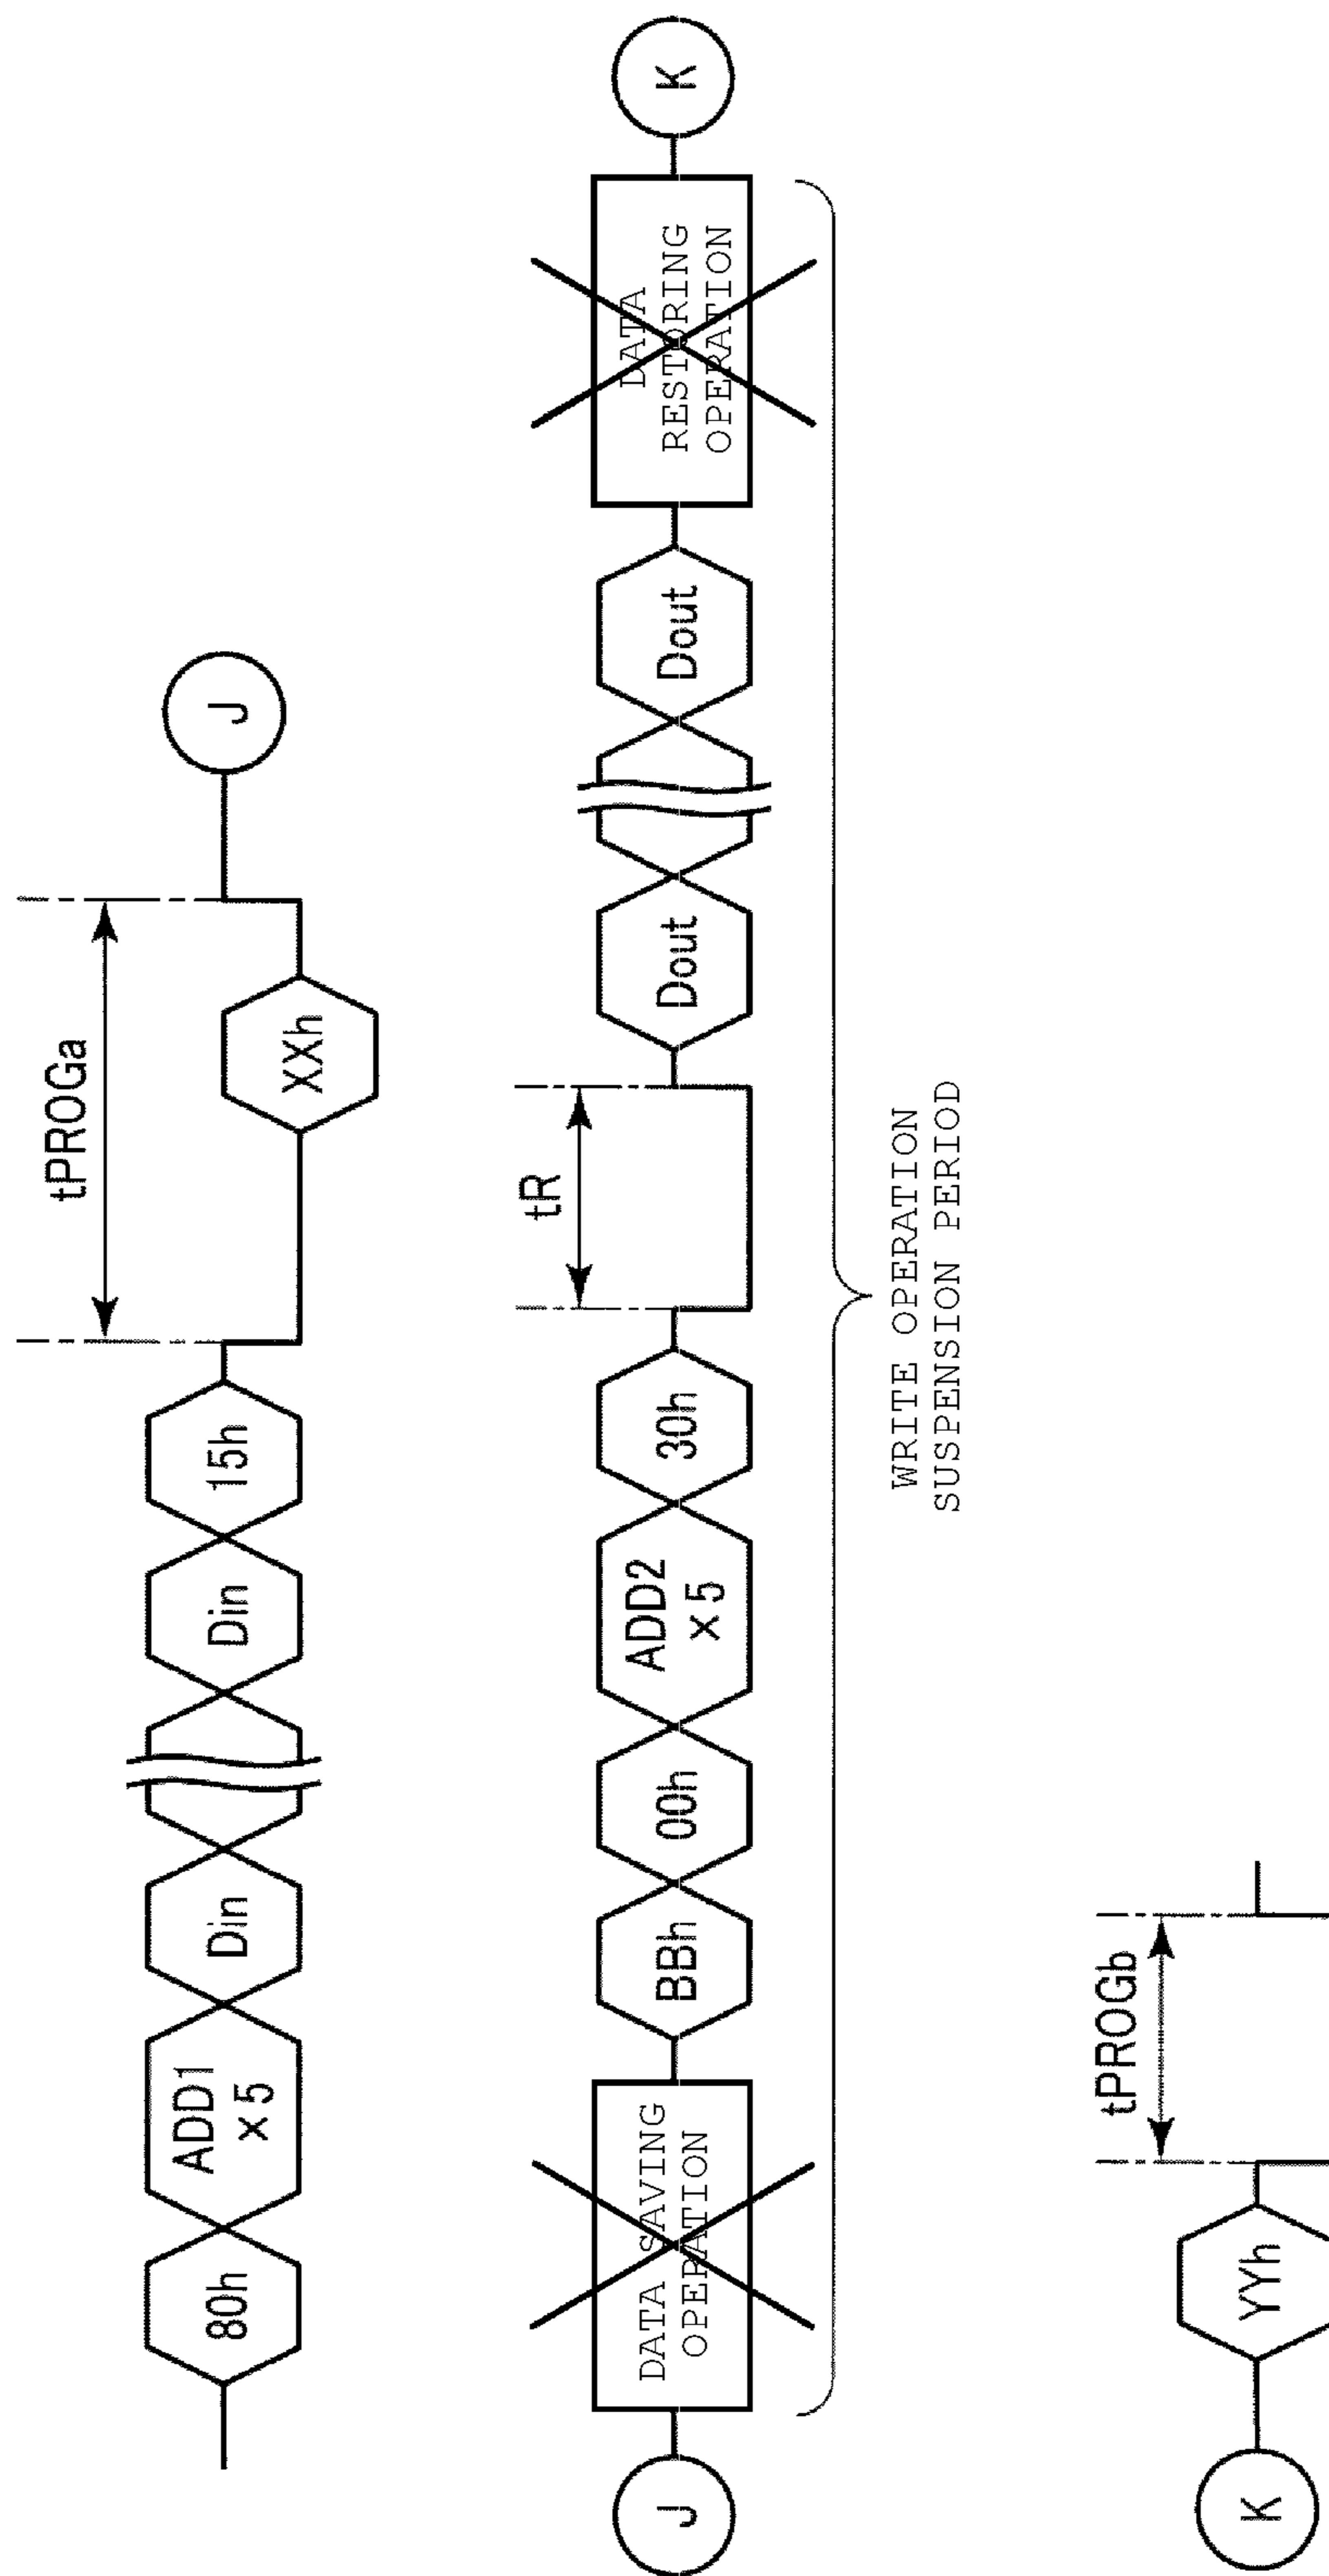 tPROGa
80h
ADD1
×5
Din
Din
15h
XXh
J
tR
J
DATA SAVING
OPERATION
BBh
00h
ADD2
×5
30h
Dout
Dout
DATA
RESTORING
OPERATION
K
WRITE OPERATION
SUSPENSION PERIOD
tPROGb
K
YYh